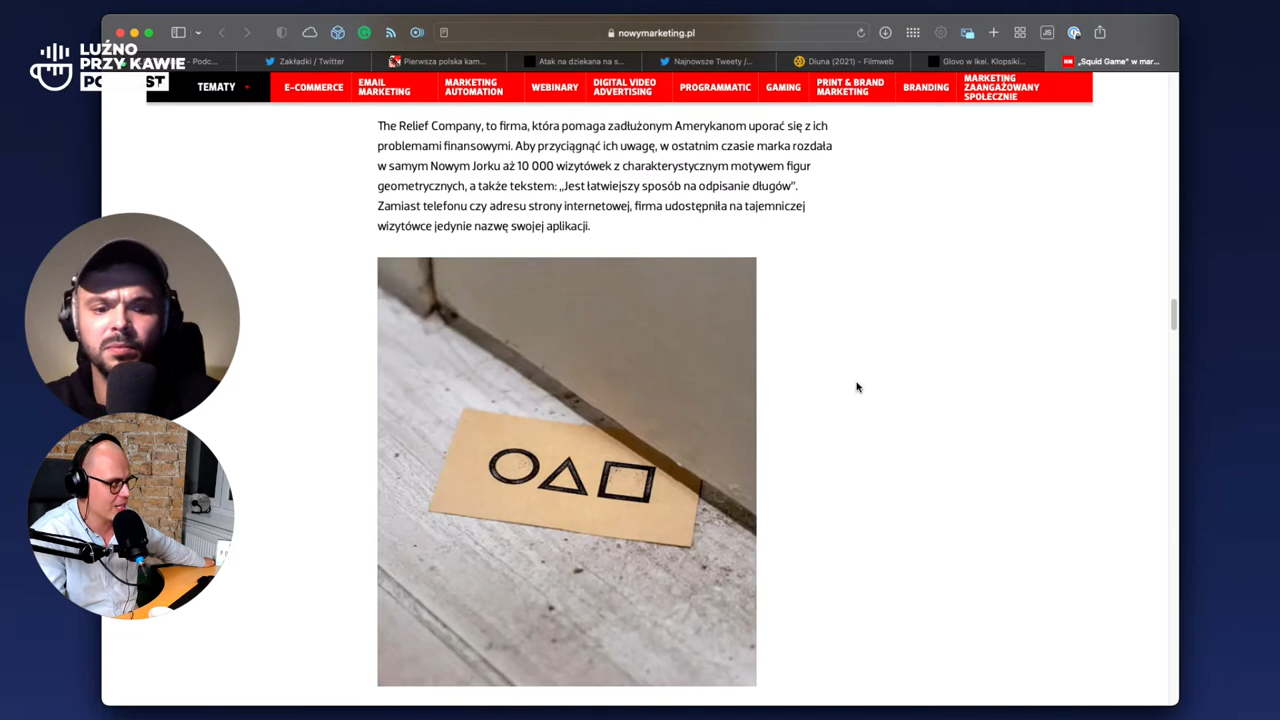 LUŹNO
PRZY KAWIE
PODCAST
nowymarketing.pl
- Podc...
Zakładki / Twitter
Pierwsza polska kam...
Atak na dziekana na s...
Najnowsze Tweety /...
Diuna (2021) - Filmweb
Glovo w Ikei. Klopsiki...
„Squid Game" w mar...
TEMATY
E-COMMERCE
EMAIL
MARKETING
MARKETING
AUTOMATION
WEBINARY
DIGITAL VIDEO
ADVERTISING
PROGRAMMATIC
GAMING
PRINT & BRAND
MARKETING
BRANDING
MARKETING
ZAANGAŻOWANY
SPOŁECZNIE
The Relief Company, to firma, która pomaga zadłużonym Amerykanom uporać się z ich
problemami finansowymi. Aby przyciągnąć ich uwagę, w ostatnim czasie marka rozdała
w samym Nowym Jorku aż 10 000 wizytówek z charakterystycznym motywem figur
geometrycznych, a także tekstem: „Jest łatwiejszy sposób na odpisanie długów”.
Zamiast telefonu czy adresu strony internetowej, firma udostępniła na tajemniczej
wizytówce jedynie nazwę swojej aplikacji.